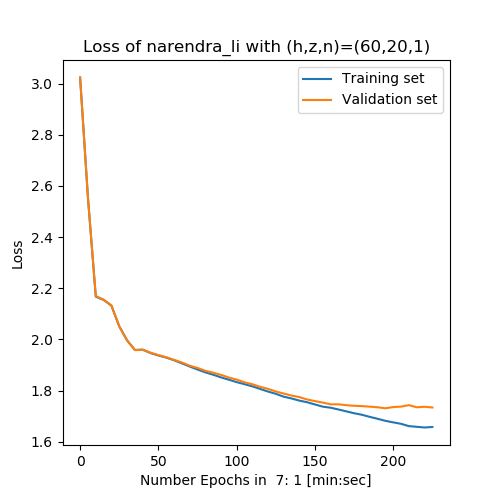 Loss of narendra_li with (h,z,n)=(60,20,1)
Training set
Validation set
Loss
3.0
2.8
2.6
2.4
2.2
2.0
1.8
1.6
0
50
100
150
200
Number Epochs in  7: 1 [min:sec]